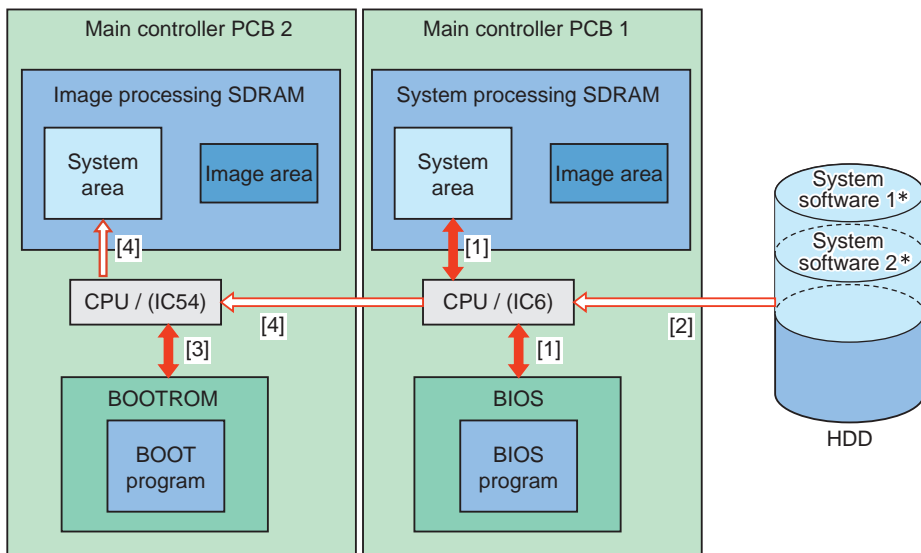 Main controller PCB 2
Image processing SDRAM
System
area
Image area
[4]
CPU / (IC54)
[4]
[3]
BOOTROM
BOOT
program
Main controller PCB 1
System processing SDRAM
System
area
Image area
[1]
CPU / (IC6)
[2]
[1]
BIOS
BIOS
program
System
software 1*
System
software 2*
HDD